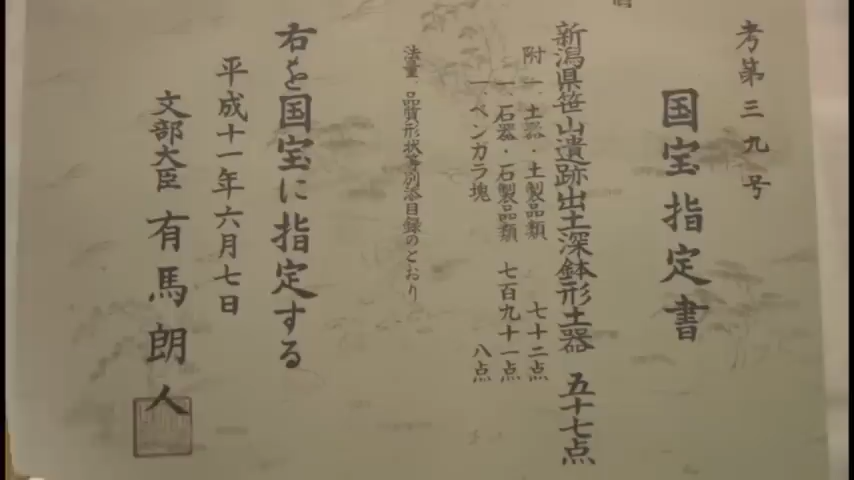 考第三九号
国宝指定書
新潟県笹山遺跡出土深鉢形土器 五十七点
附 一、土器・土製品類 七十二点
一、石器・石製品類 七百九十一点
一、ベンガラ塊 八点
法量、品質形状等別添目録のとおり
右を国宝に指定する
平成十一年六月七日
文部大臣 有馬朗人